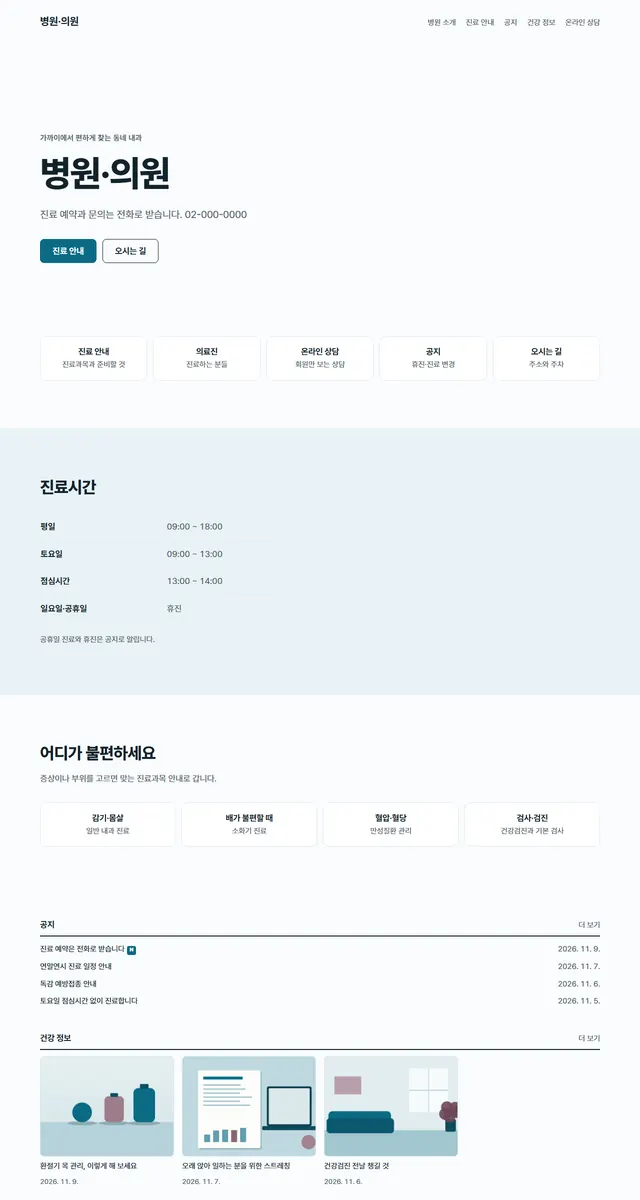 병원·의원
병원 소개 진료 안내 공지 건강 정보 온라인 상담
가까이에서 편하게 찾는 동네 내과
병원·의원
진료 예약과 문의는 전화로 받습니다. 02-000-0000
진료 안내 오시는 길
진료 안내
진료과목과 준비할 것
의료진
진료하는 분들
온라인 상담
회원만 보는 상담
공지
휴진·진료 변경
오시는 길
주소와 주차
진료시간
평일 09:00 ~ 18:00
토요일 09:00 ~ 13:00
점심시간 13:00 ~ 14:00
일요일·공휴일 휴진
공휴일 진료와 휴진은 공지로 알립니다.
어디가 불편하세요
증상이나 부위를 고르면 맞는 진료과목 안내로 갑니다.
감기·몸살
일반 내과 진료
배가 불편할 때
소화기 진료
혈압·혈당
만성질환 관리
검사·검진
건강검진과 기본 검사
공지 더 보기
진료 예약은 전화로 받습니다 N 2026. 11. 9.
연말연시 진료 일정 안내 2026. 11. 7.
독감 예방접종 안내 2026. 11. 6.
토요일 점심시간 없이 진료합니다 2026. 11. 5.
건강 정보 더 보기
환절기 목 관리, 이렇게 해 보세요
2026. 11. 9.
오래 앉아 일하는 분을 위한 스트레칭
2026. 11. 7.
건강검진 전날 챙길 것
2026. 11. 6.